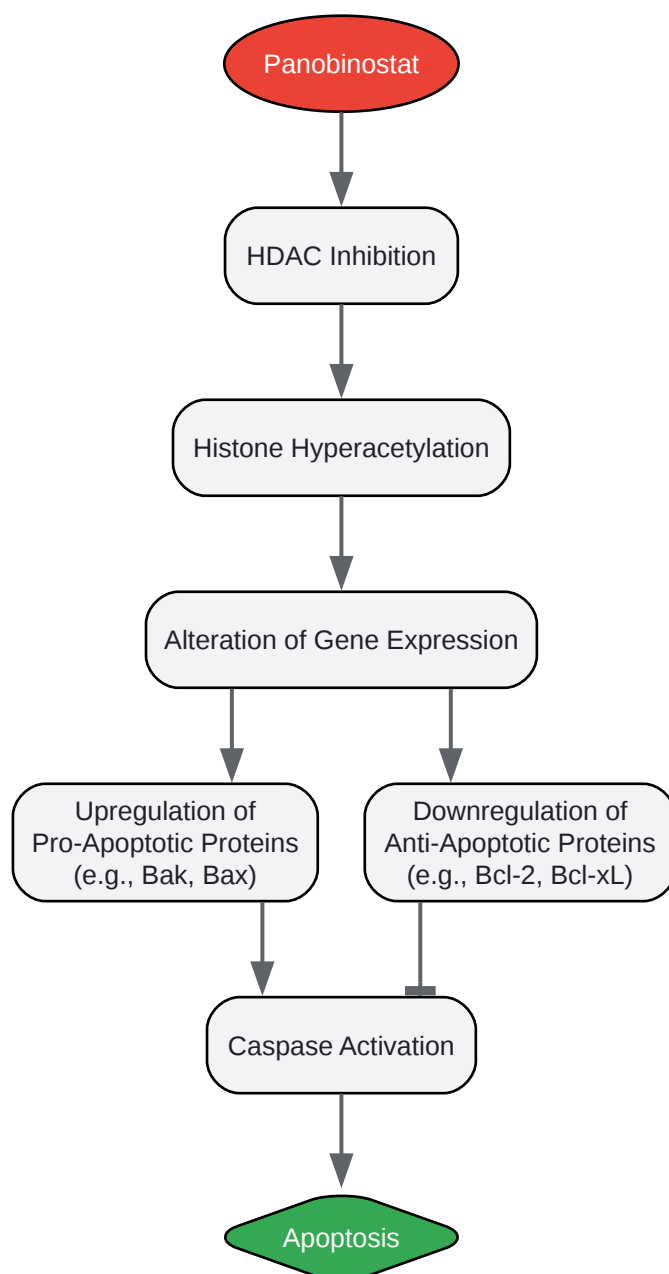 Panobinostat
HDAC Inhibition
Histone Hyperacetylation
Alteration of Gene Expression
Upregulation of
Pro-Apoptotic Proteins
(e.g., Bak, Bax)
Downregulation of
Anti-Apoptotic Proteins
(e.g., Bcl-2, Bcl-xL)
Caspase Activation
Apoptosis